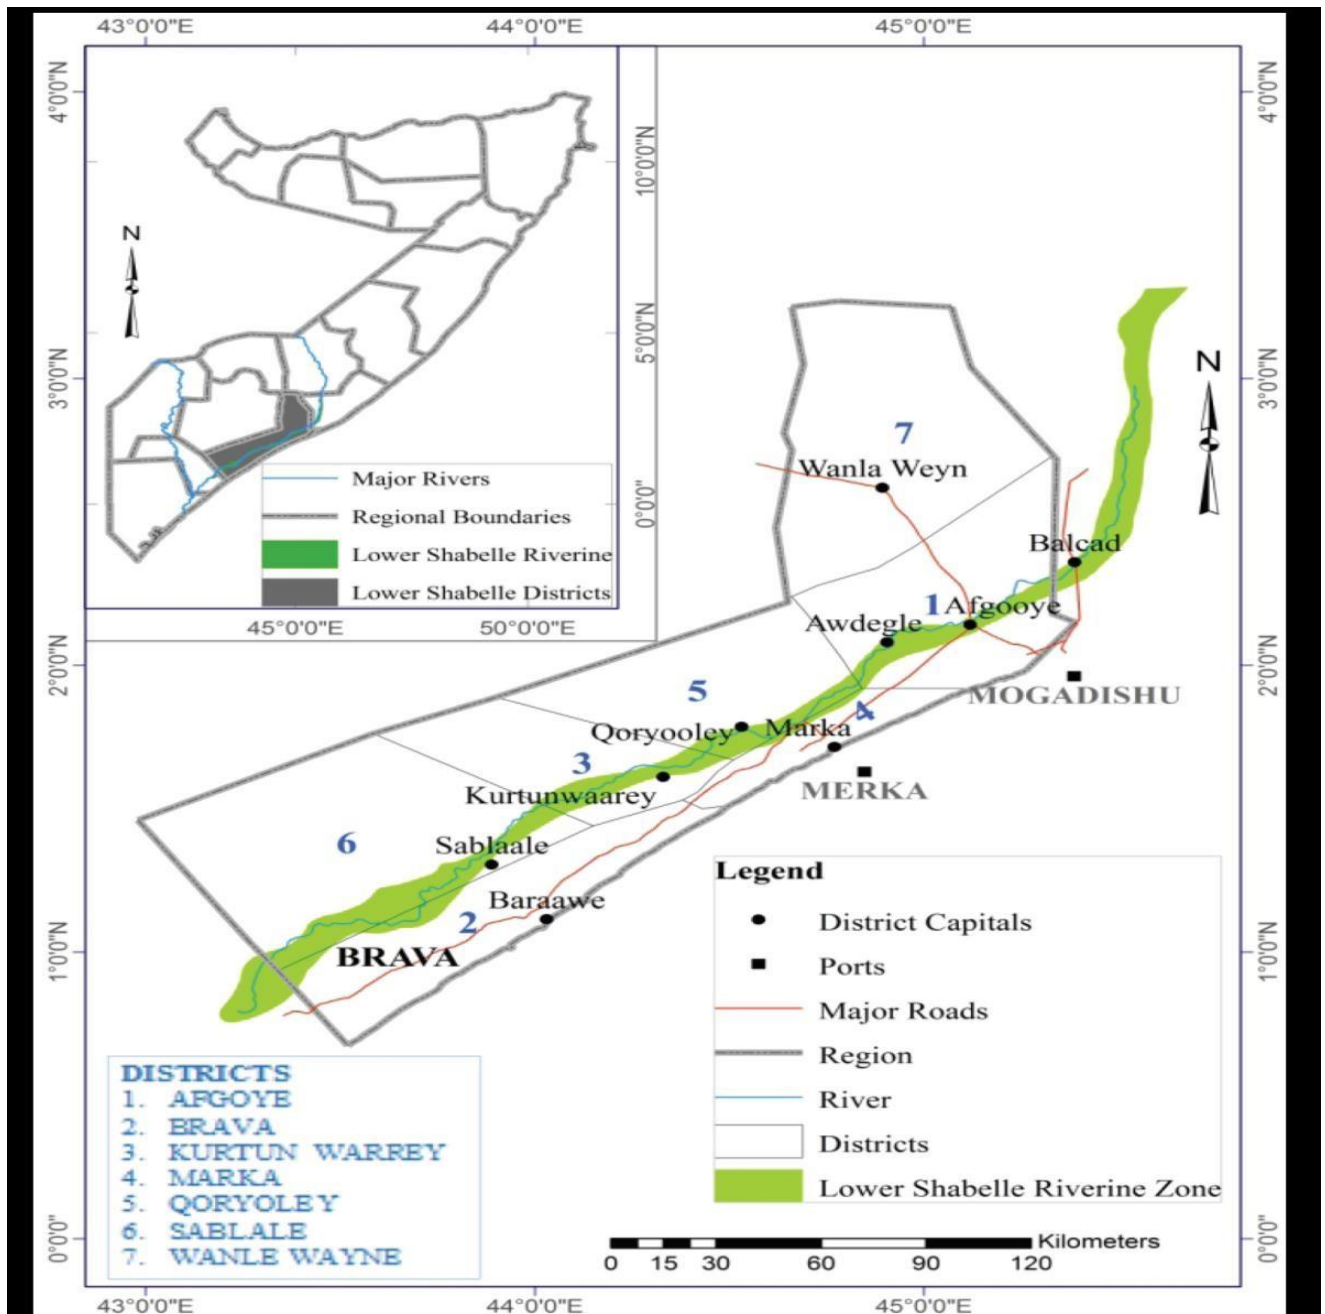 43°0'0"E 44°0'0"E 45°0'0"E
4°0'0"N
3°0'0"N
2°0'0"N
1°0'0"N
0°0'0"
4°0'0"N
3°0'0"N
2°0'0"N
1°0'0"N
0°0'0"
10°0'0"N
5°0'0"N
0°0'0"
N
Major Rivers
Regional Boundaries
Lower Shabelle Riverine
Lower Shabelle Districts
45°0'0"E 50°0'0"E
N
7
Wanla Weyn
Balcad
1 Afgooye
Awdegle
5
MOGADISHU
4
Qoryooley Marka
3
MERKA
Kurtunwaarey
6
Sablaale
Baraawe
2
BRAVA
Legend
District Capitals
Ports
Major Roads
Region
River
Districts
Lower Shabelle Riverine Zone
DISTRICTS
1. AFGOYE
2. BRAVA
3. KURTUN WARREY
4. MARKA
5. QORYOLEY
6. SABLALE
7. WANLE WAYNE
Kilometers
0 15 30 60 90 120
43°0'0"E 44°0'0"E 45°0'0"E